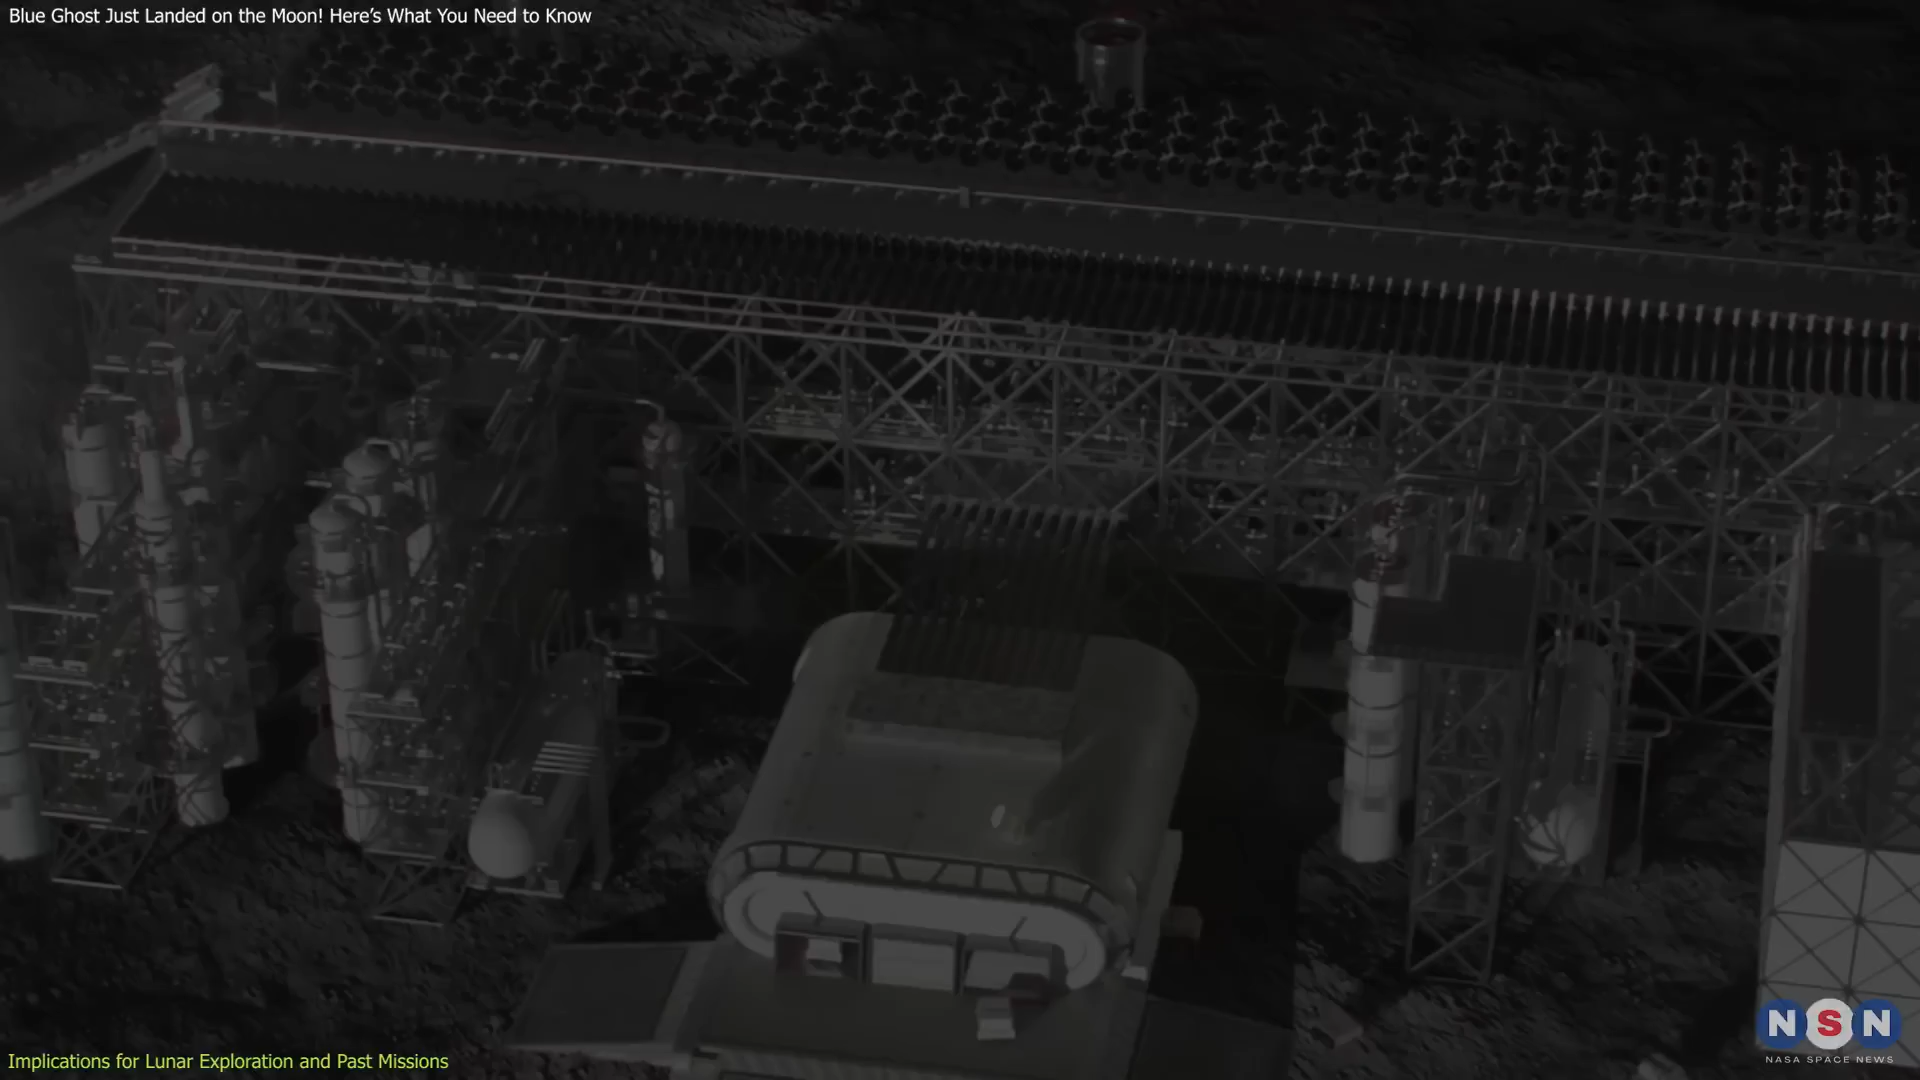 Blue Ghost Just Landed on the Moon! Here's What You Need to Know
Implications for Lunar Exploration and Past Missions
NSN
NASA SPACE NEWS